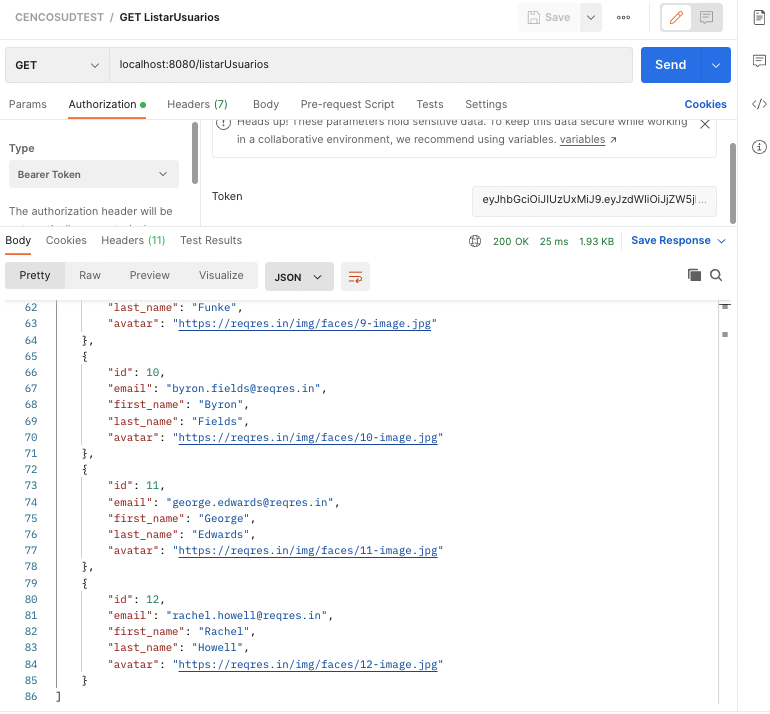 CENCOSUDTEST / GET ListarUsuarios
Save
GET
localhost:8080/listarUsuarios
Send
Params Authorization Headers (7) Body Pre-request Script Tests Settings Cookies
Heads up! These parameters hold sensitive data. To keep this data secure while working
in a collaborative environment, we recommend using variables. variables
Type
Bearer Token
The authorization header will be
Token
Body Cookies Headers (11) Test Results
200 OK 25 ms 1.93 KB Save Response
Pretty Raw Preview Visualize JSON
62 "last_name": "Funke",
63 "avatar": "https://reqres.in/img/faces/9-image.jpg"
64 },
65 {
66 "id": 10,
67 "email": "byron.fields@reqres.in",
68 "first_name": "Byron",
69 "last_name": "Fields",
70 "avatar": "https://reqres.in/img/faces/10-image.jpg"
71 },
72 {
73 "id": 11,
74 "email": "george.edwards@reqres.in",
75 "first_name": "George",
76 "last_name": "Edwards",
77 "avatar": "https://reqres.in/img/faces/11-image.jpg"
78 },
79 {
80 "id": 12,
81 "email": "rachel.howell@reqres.in",
82 "first_name": "Rachel",
83 "last_name": "Howell",
84 "avatar": "https://reqres.in/img/faces/12-image.jpg"
85 }
86 ]